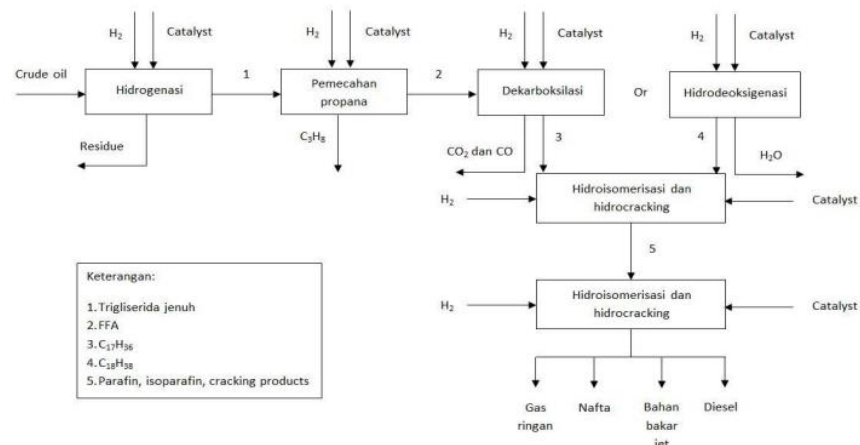 H₂
Catalyst
H₂
Catalyst
H₂
Catalyst
H₂
Catalyst
Crude oil
Hidrogenasi
1
Pemecahan
propana
2
Dekarboksilasi
Or
Hidrodeoksigenasi
Residue
C₃H₈
CO₂ dan CO
3
4
H₂O
H₂
Hidroisomerisasi dan
hidrocracking
Catalyst
5
H₂
Hidroisomerisasi dan
hidrocracking
Catalyst
Keterangan:
1.Trigliserida jenuh
2.FFA
3.C₁₇H₃₆
4.C₁₈H₃₈
5.Parafin, isoparafin, cracking products
Gas
ringan
Nafta
Bahan
bakar
jet
Diesel